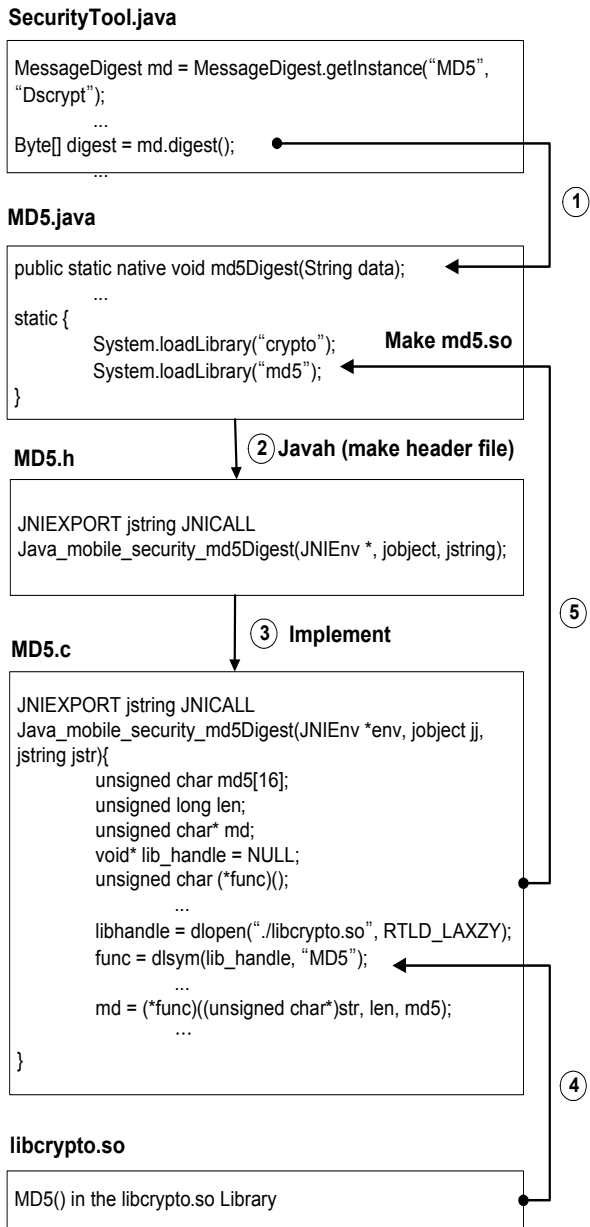 SecurityTool.java
MessageDigest md = MessageDigest.getInstance(“MD5”,
“Dscrypt”);
...
Byte[] digest = md.digest();
...
1
MD5.java
public static native void md5Digest(String data);
...
static {
System.loadLibrary(“crypto”);
Make md5.so
System.loadLibrary(“md5”);
}
2 Javah (make header file)
MD5.h
JNIEXPORT jstring JNICALL
Java_mobile_security_md5Digest(JNIEnv *, jobject, jstring);
5
3 Implement
MD5.c
JNIEXPORT jstring JNICALL
Java_mobile_security_md5Digest(JNIEnv *env, jobject jj,
jstring jstr){
unsigned char md5[16];
unsigned long len;
unsigned char* md;
void* lib_handle = NULL;
unsigned char (*func)();
...
libhandle = dlopen(“./libcrypto.so”, RTLD_LAXZY);
func = dlsym(lib_handle, “MD5”);
...
md = (*func)((unsigned char*)str, len, md5);
...
}
4
libcrypto.so
MD5() in the libcrypto.so Library